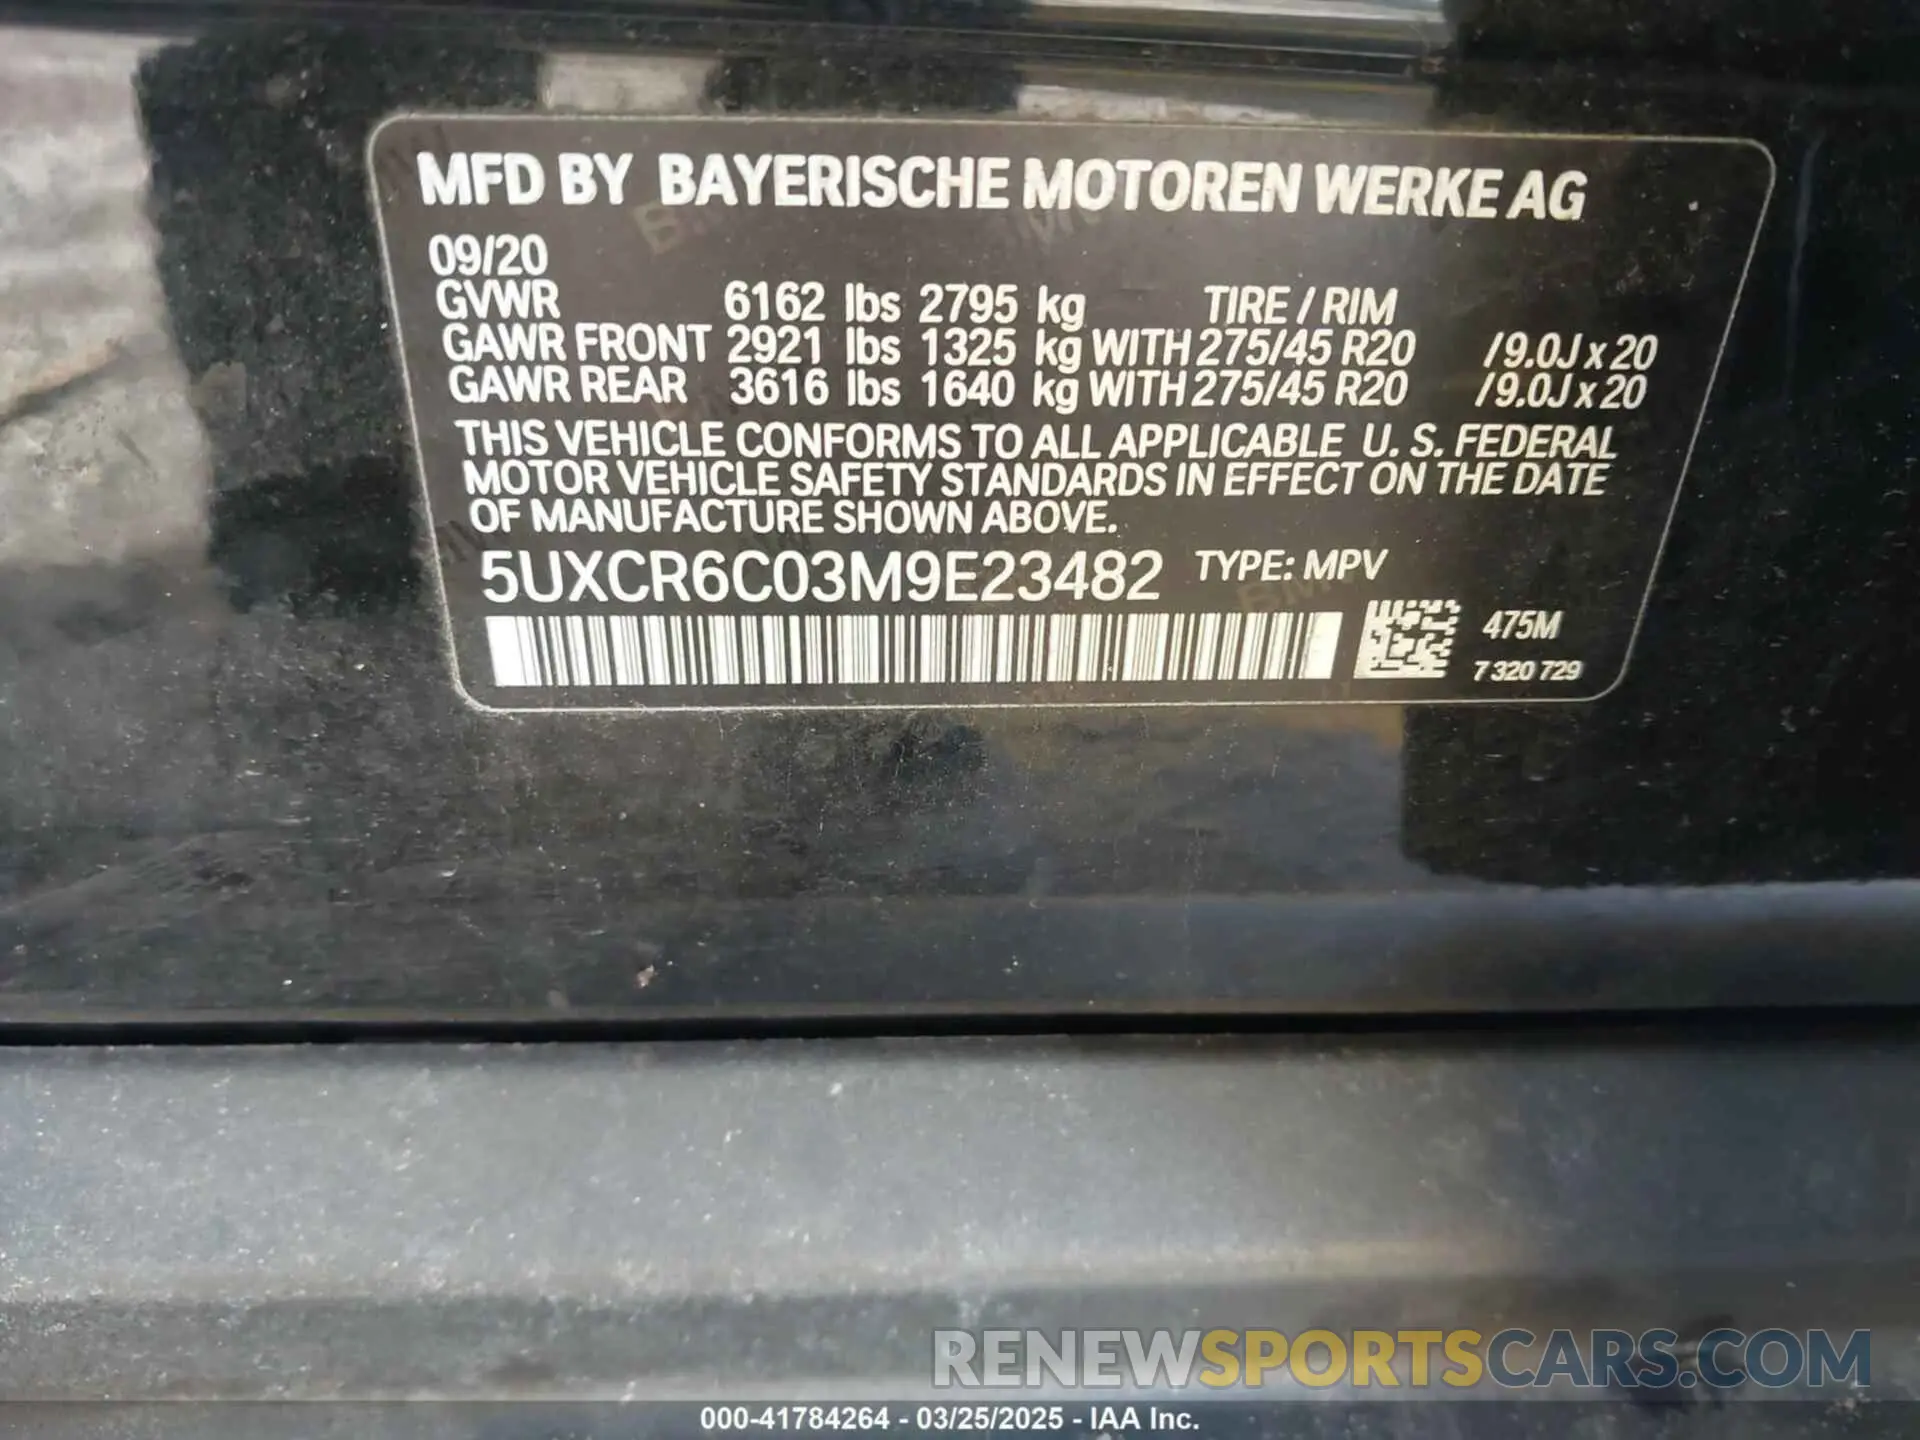 MFD BY BAYERISCHE MOTOREN WERKE AG
09/20
GVWR 6162 lbs 2795 kg TIRE / RIM
GAWR FRONT 2921 lbs 1325 kg WITH 275/45 R20 /9.0J x 20
GAWR REAR 3616 lbs 1640 kg WITH 275/45 R20 /9.0J x 20
THIS VEHICLE CONFORMS TO ALL APPLICABLE U. S. FEDERAL
MOTOR VEHICLE SAFETY STANDARDS IN EFFECT ON THE DATE
OF MANUFACTURE SHOWN ABOVE.
5UXCR6C03M9E23482 TYPE: MPV
475M
7 320 729
RENEWSPORTSCARS.COM
000-41784264 - 03/25/2025 - IAA Inc.